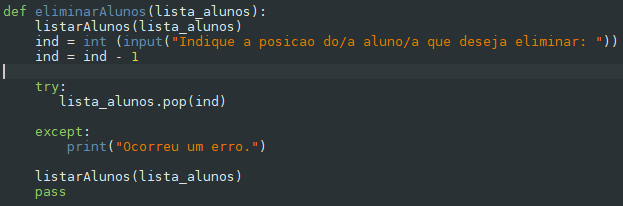 def eliminarAlunos(lista_alunos):
    listarAlunos(lista_alunos)
    ind = int (input("Indique a posicao do/a aluno/a que deseja eliminar: "))
    ind = ind - 1
    try:
       lista_alunos.pop(ind)
    except:
        print("Ocorreu um erro.")
    listarAlunos(lista_alunos)
    pass